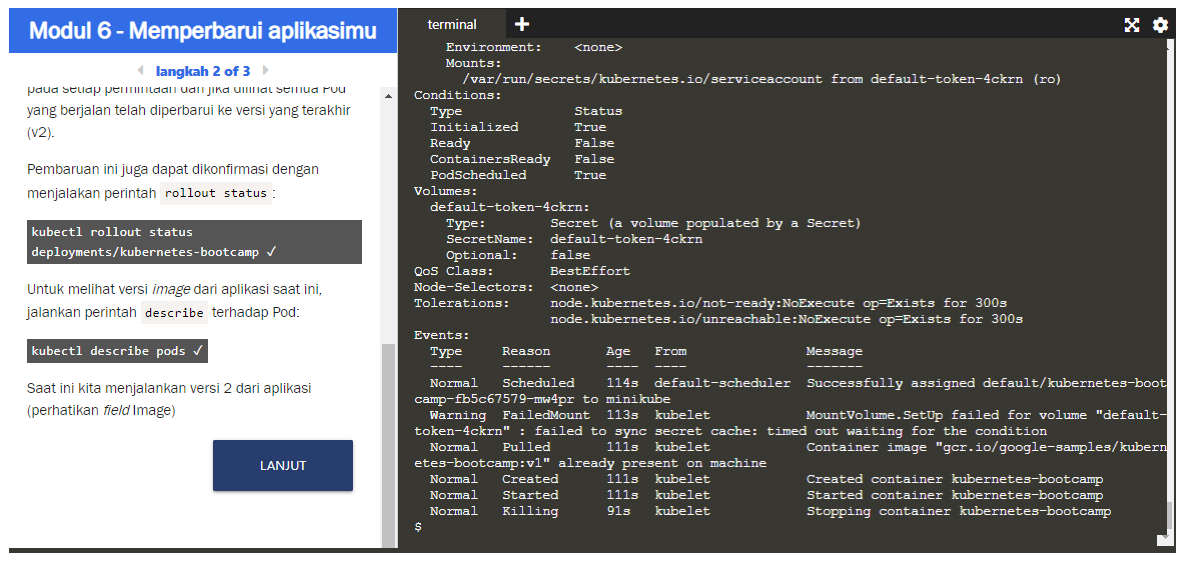 Modul 6 - Memperbarui aplikasimu
langkah 2 of 3
pada setiap permintaan dan jika dilihat semua Pod
yang berjalan telah diperbarui ke versi yang terakhir
(v2).
Pembaruan ini juga dapat dikonfirmasi dengan
menjalakan perintah rollout status :
kubectl rollout status
deployments/kubernetes-bootcamp ✓
Untuk melihat versi image dari aplikasi saat ini,
jalankan perintah describe terhadap Pod:
kubectl describe pods ✓
Saat ini kita menjalankan versi 2 dari aplikasi
(perhatikan field Image)
LANJUT
terminal
Environment: <none>
Mounts:
/var/run/secrets/kubernetes.io/serviceaccount from default-token-4ckrn (ro)
Conditions:
Type Status
Initialized True
Ready False
ContainersReady False
PodScheduled True
Volumes:
default-token-4ckrn:
Type: Secret (a volume populated by a Secret)
SecretName: default-token-4ckrn
Optional: false
QoS Class: BestEffort
Node-Selectors: <none>
Tolerations: node.kubernetes.io/not-ready:NoExecute op=Exists for 300s
node.kubernetes.io/unreachable:NoExecute op=Exists for 300s
Events:
Type Reason Age From Message
---- ------ ---- ---- -------
Normal Scheduled 114s default-scheduler Successfully assigned default/kubernetes-boot
camp-fb5c67579-mw4pr to minikube
Warning FailedMount 113s kubelet MountVolume.SetUp failed for volume "default-
token-4ckrn" : failed to sync secret cache: timed out waiting for the condition
Normal Pulled 111s kubelet Container image "gcr.io/google-samples/kubern
etes-bootcamp:v1" already present on machine
Normal Created 111s kubelet Created container kubernetes-bootcamp
Normal Started 111s kubelet Started container kubernetes-bootcamp
Normal Killing 91s kubelet Stopping container kubernetes-bootcamp
$